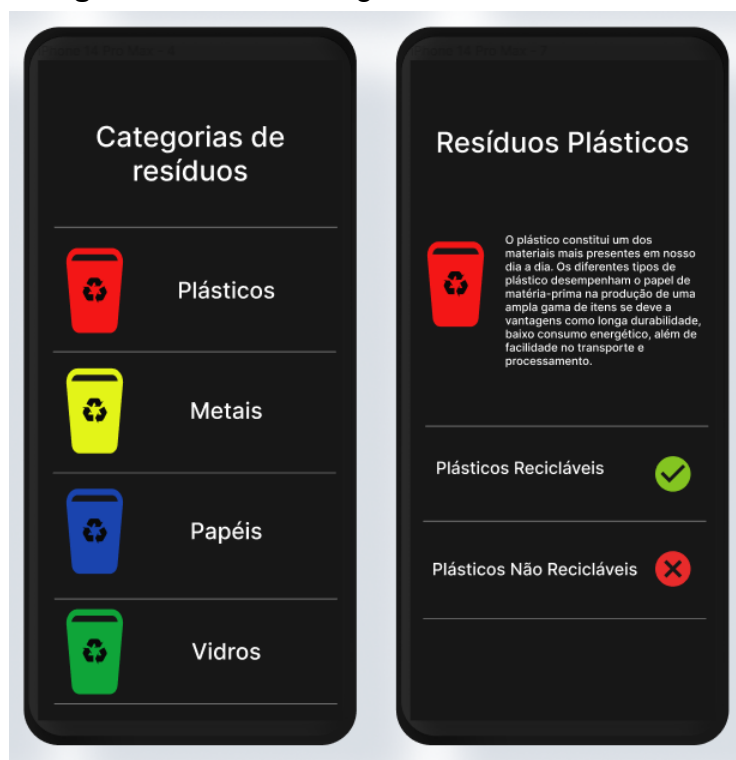 Categorias de
resíduos
Plásticos
Metais
Papéis
Vidros
Resíduos Plásticos
O plástico constitui um dos
materiais mais presentes em nosso
dia a dia. Os diferentes tipos de
plástico desempenham o papel de
matéria-prima na produção de uma
ampla gama de itens se deve a
vantagens como longa durabilidade,
baixo consumo energético, além de
facilidade no transporte e
processamento.
Plásticos Recicláveis
Plásticos Não Recicláveis